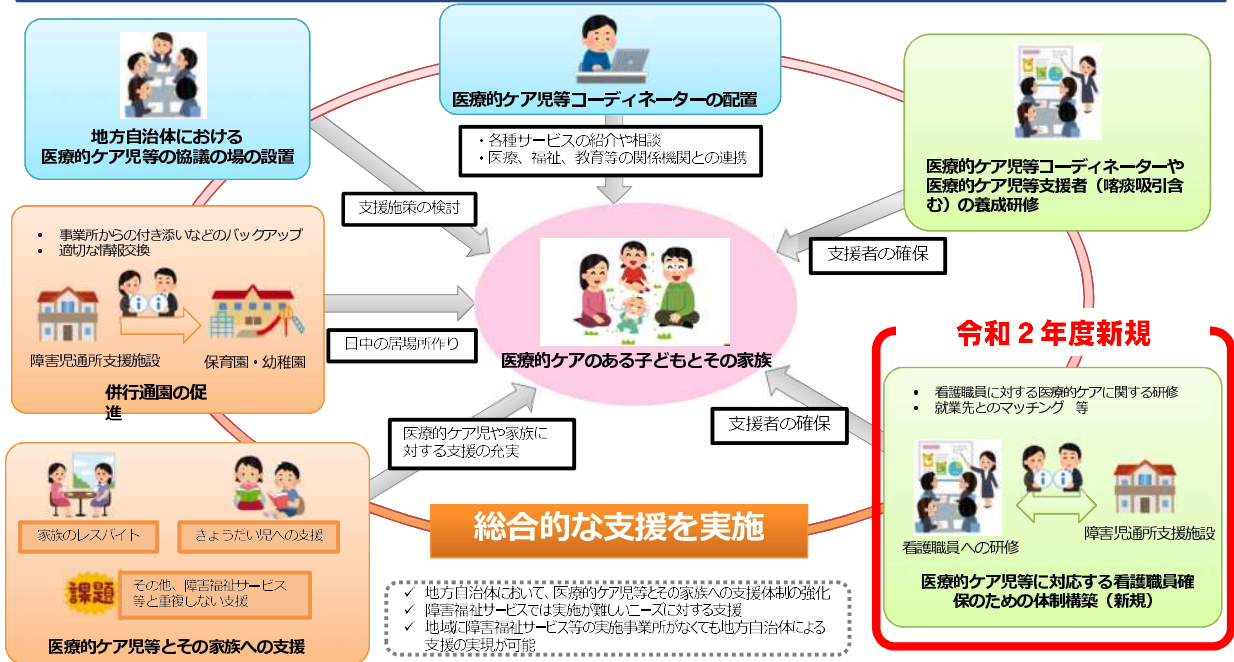 地方自治体における
医療的ケア児等の協議の場の設置
医療的ケア児等コーディネーターの配置
・各種サービスの紹介や相談
・医療、福祉、教育等の関係機関との連携
医療的ケア児等コーディネーターや
医療的ケア児等支援者（喀痰吸引含
む）の養成研修
支援施策の検討
支援者の確保
• 事業所からの付き添いなどのバックアップ
• 適切な情報交換
障害児通所支援施設
保育園・幼稚園
併行通園の促
進
日中の居場所作り
医療的ケアのある子どもとその家族
令和２年度新規
• 看護職員に対する医療的ケアに関する研修
• 就業先とのマッチング 等
看護職員への研修
障害児通所支援施設
医療的ケア児等に対応する看護職員確
保のための体制構築（新規）
支援者の確保
医療的ケア児や家族に
対する支援の充実
家族のレスパイト
きょうだい児への支援
課題
その他、障害福祉サービス
等と重複しない支援
医療的ケア児等とその家族への支援
総合的な支援を実施
✓ 地方自治体において、医療的ケア児等とその家族への支援体制の強化
✓ 障害福祉サービスでは実施が難しいニーズに対する支援
✓ 地域に障害福祉サービス等の実施事業所がなくても地方自治体による
支援の実現が可能